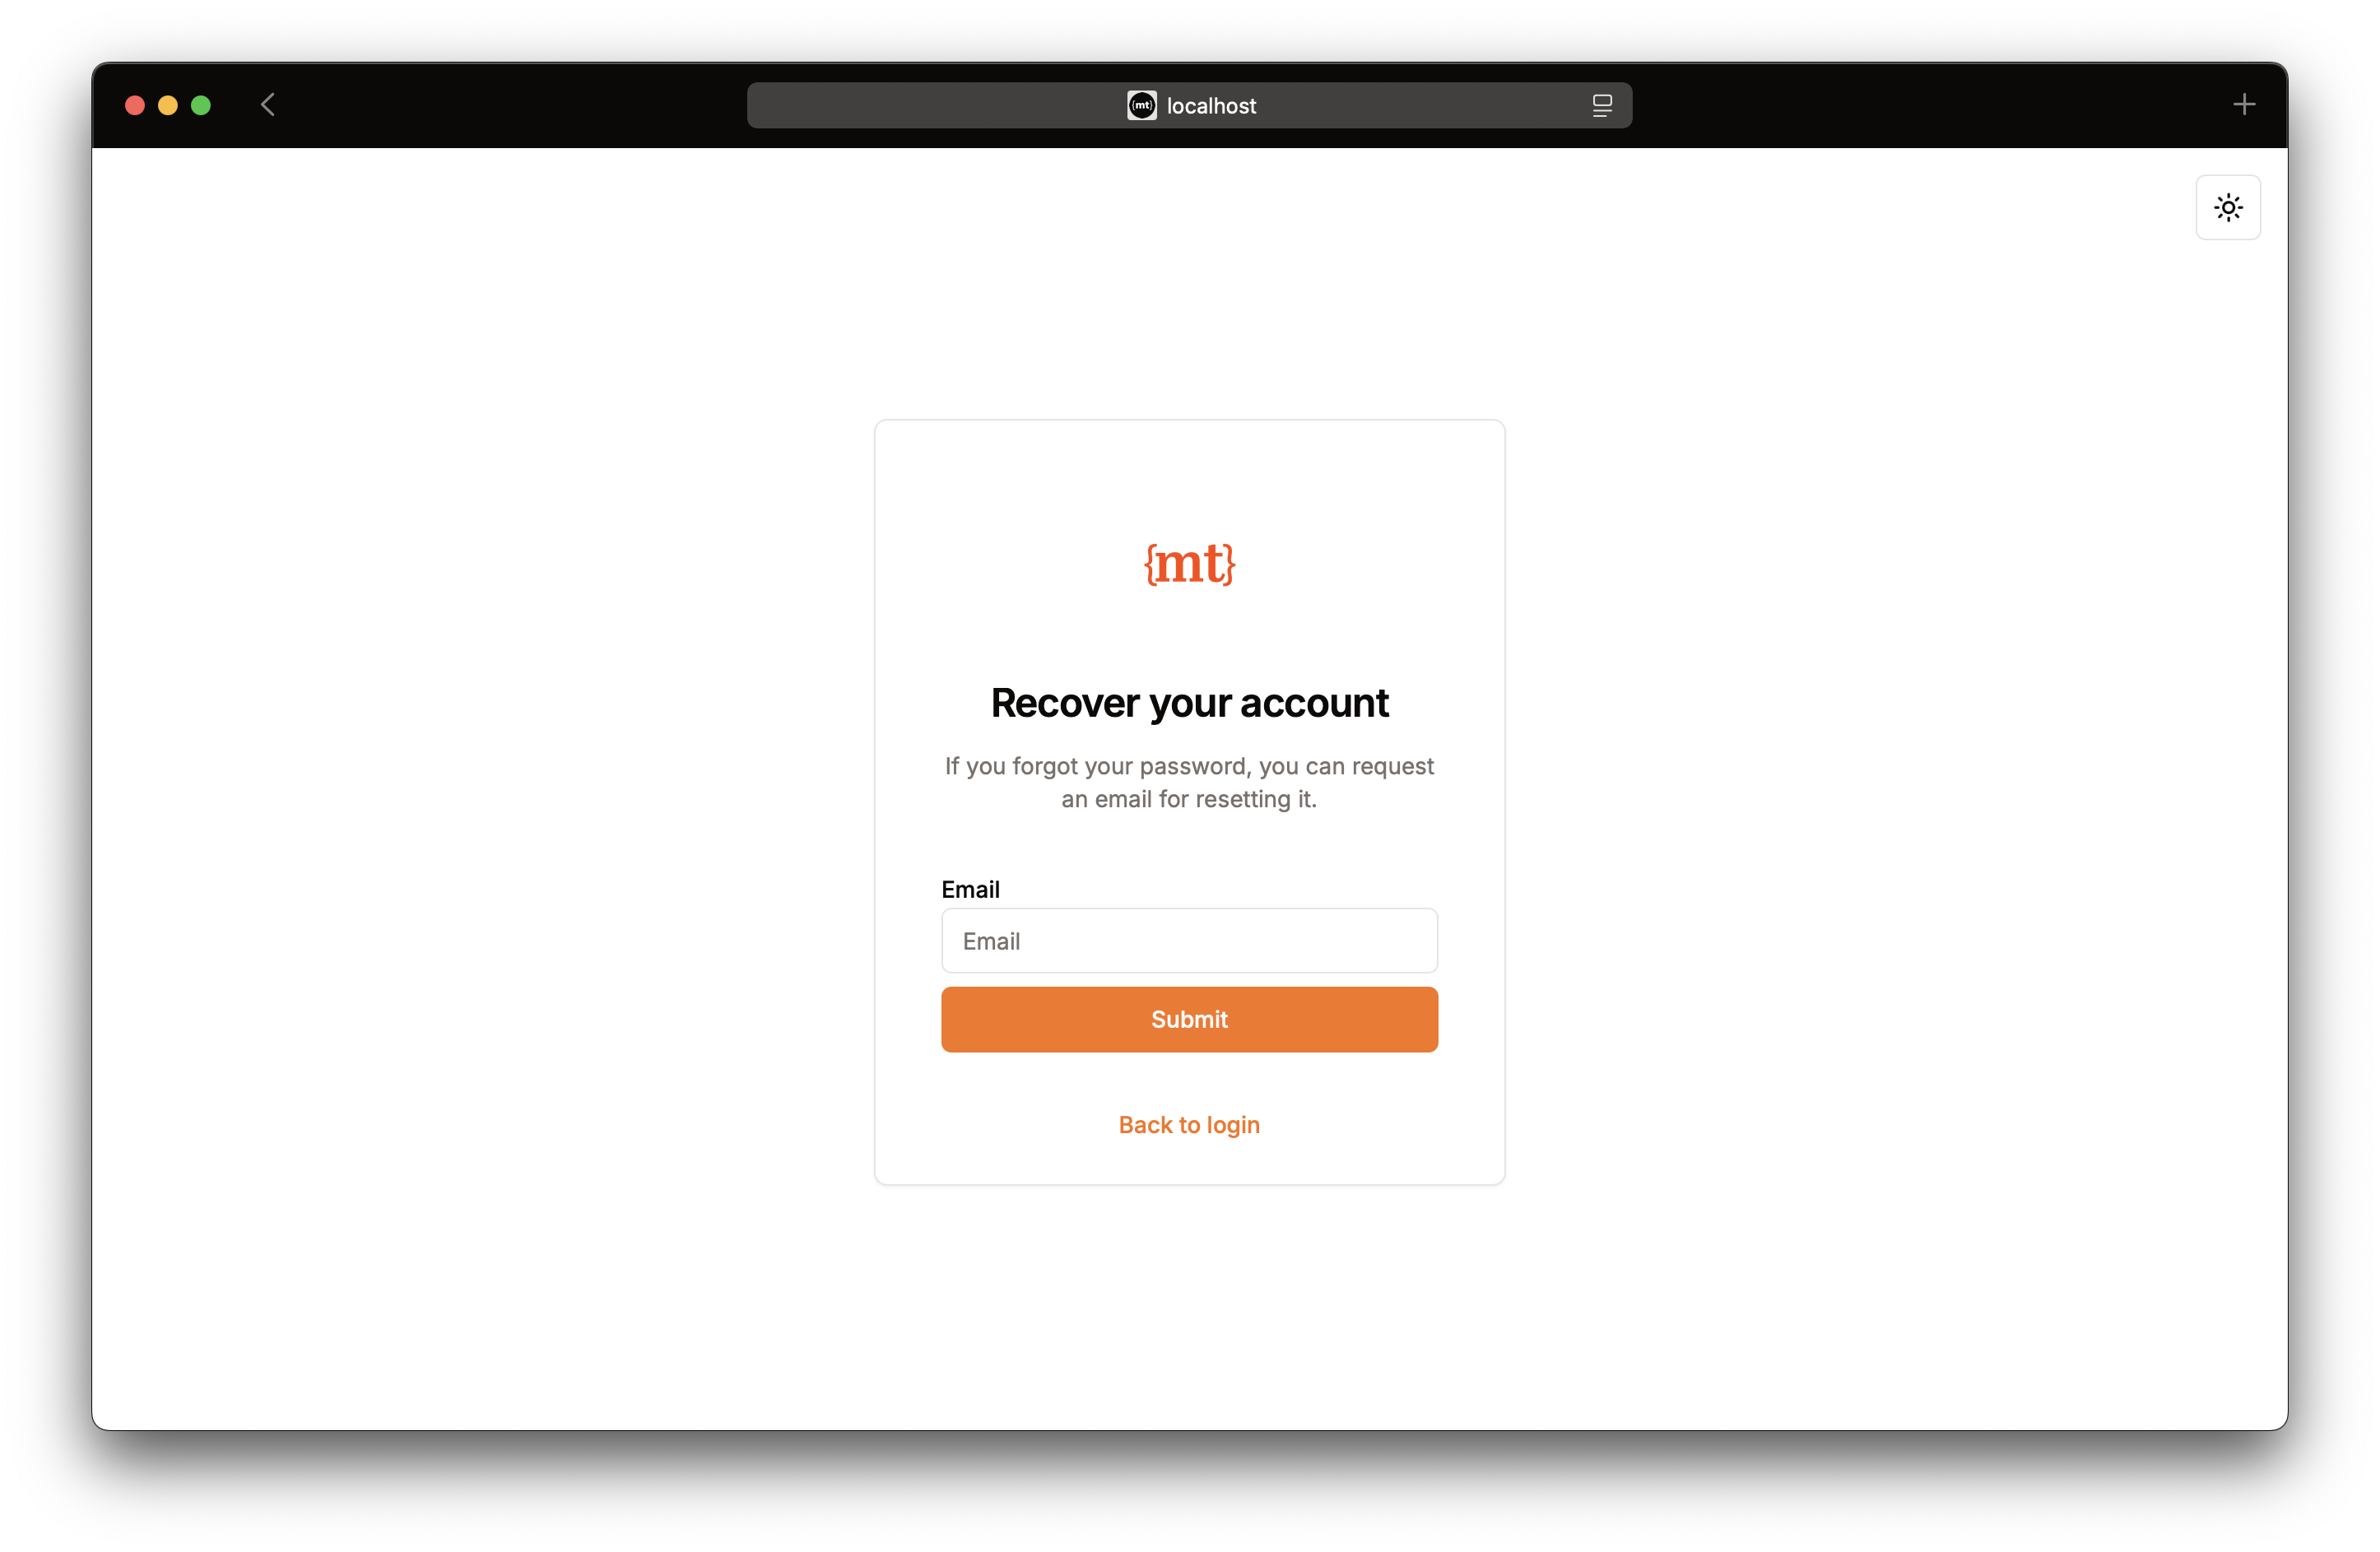 {mt} localhost
{mt}
Recover your account
If you forgot your password, you can request
an email for resetting it.
Email
Email
Submit
Back to login